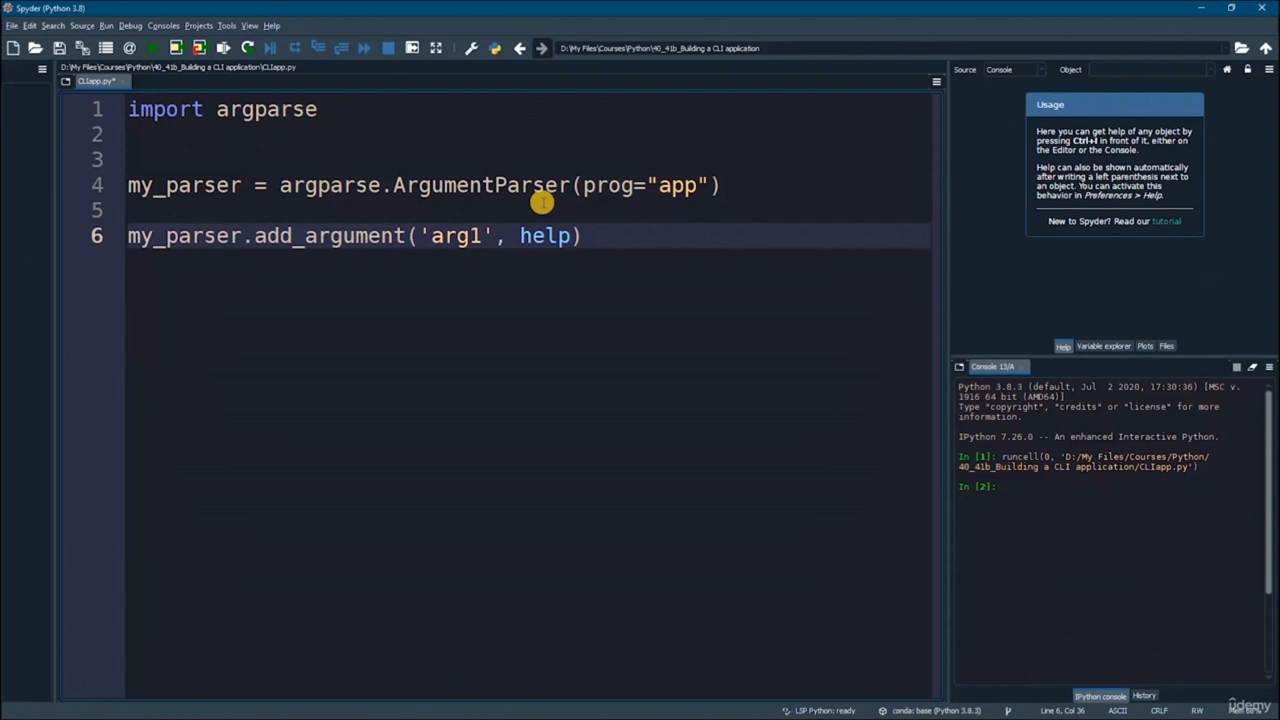 Spyder (Python 3.8)
File Edit Search Source Run Debug Consoles Projects Tools View Help
D:\My Files\Courses\Python\40_41b_Building a CLI application
D:\My Files\Courses\Python\40_41b_Building a CLI application\CLIapp.py
CLIapp.py*
1 import argparse
2
3
4 my_parser = argparse.ArgumentParser(prog="app")
5
6 my_parser.add_argument('arg1', help)
Source Console Object
Usage
Here you can get help of any object by
pressing Ctrl+I in front of it, either on
the Editor or the Console.
Help can also be shown automatically
after writing a left parenthesis next to
an object. You can activate this
behavior in Preferences > Help.
New to Spyder? Read our tutorial
Help Variable explorer Plots Files
Console 13/A
Python 3.8.3 (default, Jul 2 2020, 17:30:36) [MSC v.
1916 64 bit (AMD64)]
Type "copyright", "credits" or "license" for more
information.
IPython 7.26.0 -- An enhanced Interactive Python.
In [1]: runcell(0, 'D:/My Files/Courses/Python/
40_41b_Building a CLI application/CLIapp.py')
In [2]:
IPython console History
LSP Python: ready conda: base (Python 3.8.3) Line 6, Col 36 ASCII CRLF RW Mem
ûdemy